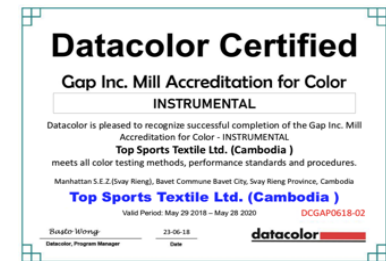 Datacolor Certified
Gap Inc. Mill Accreditation for Color
INSTRUMENTAL
Datacolor is pleased to recognize successful completion of the Gap Inc. Mill
Accreditation for Color - INSTRUMENTAL
Top Sports Textile Ltd. (Cambodia )
meets all color testing methods, performance standards and procedures.
Manhattan S.E.Z.(Svay Rieng), Bavet Commune Bavet City, Svay Rieng Province, Cambodia
Top Sports Textile Ltd. (Cambodia )
Valid Period: May 29 2018 – May 28 2020 DCGAP0618-02
Basto Wong 23-06-18 datacolor
Datacolor, Program Manager Date